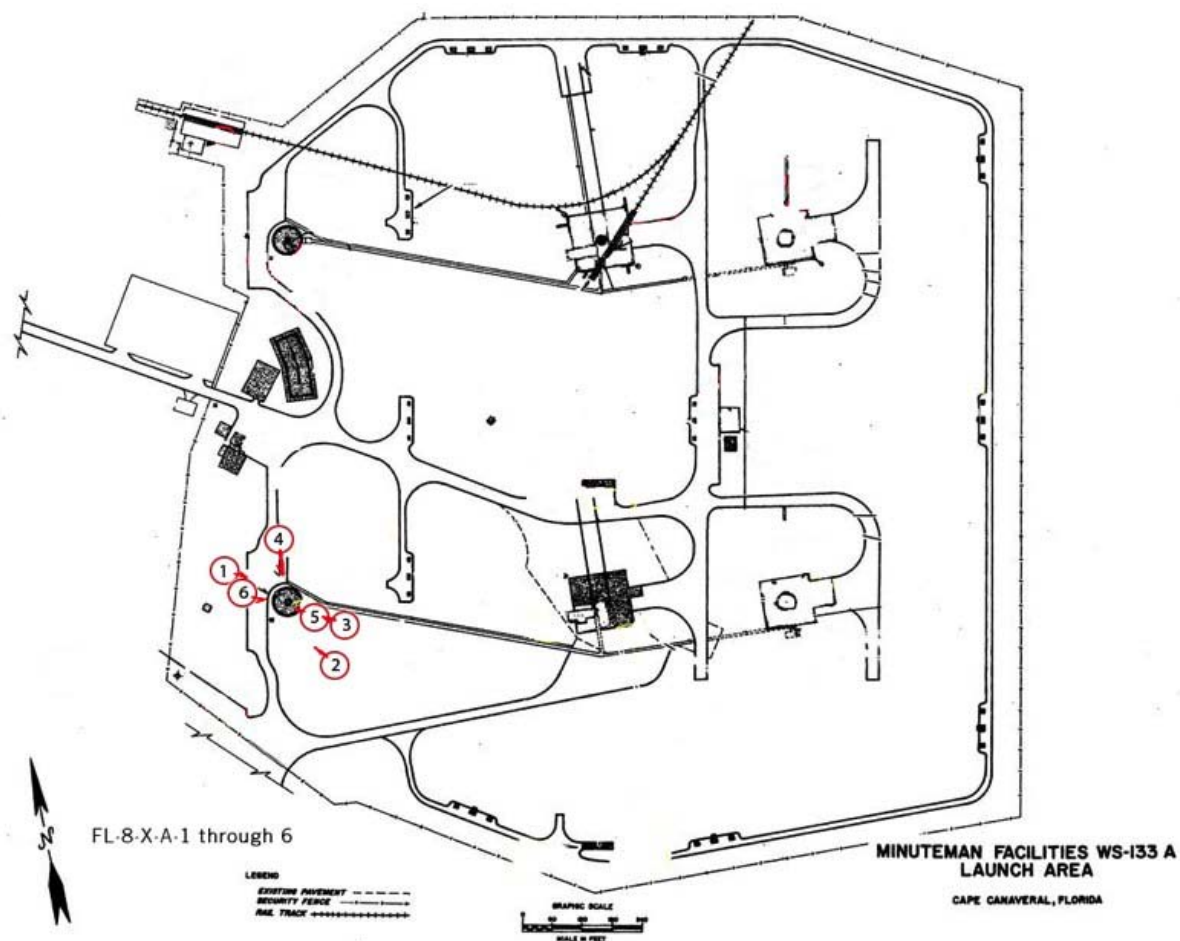 4
1
6
5
3
2
N
FL-8-X-A-1 through 6
LEGEND
EXISTING PAVEMENT
SECURITY FENCE
RAIL TRACK
GRAPHIC SCALE
SCALE IN FEET
MINUTEMAN FACILITIES WS-133 A
LAUNCH AREA
CAPE CANAVERAL, FLORIDA